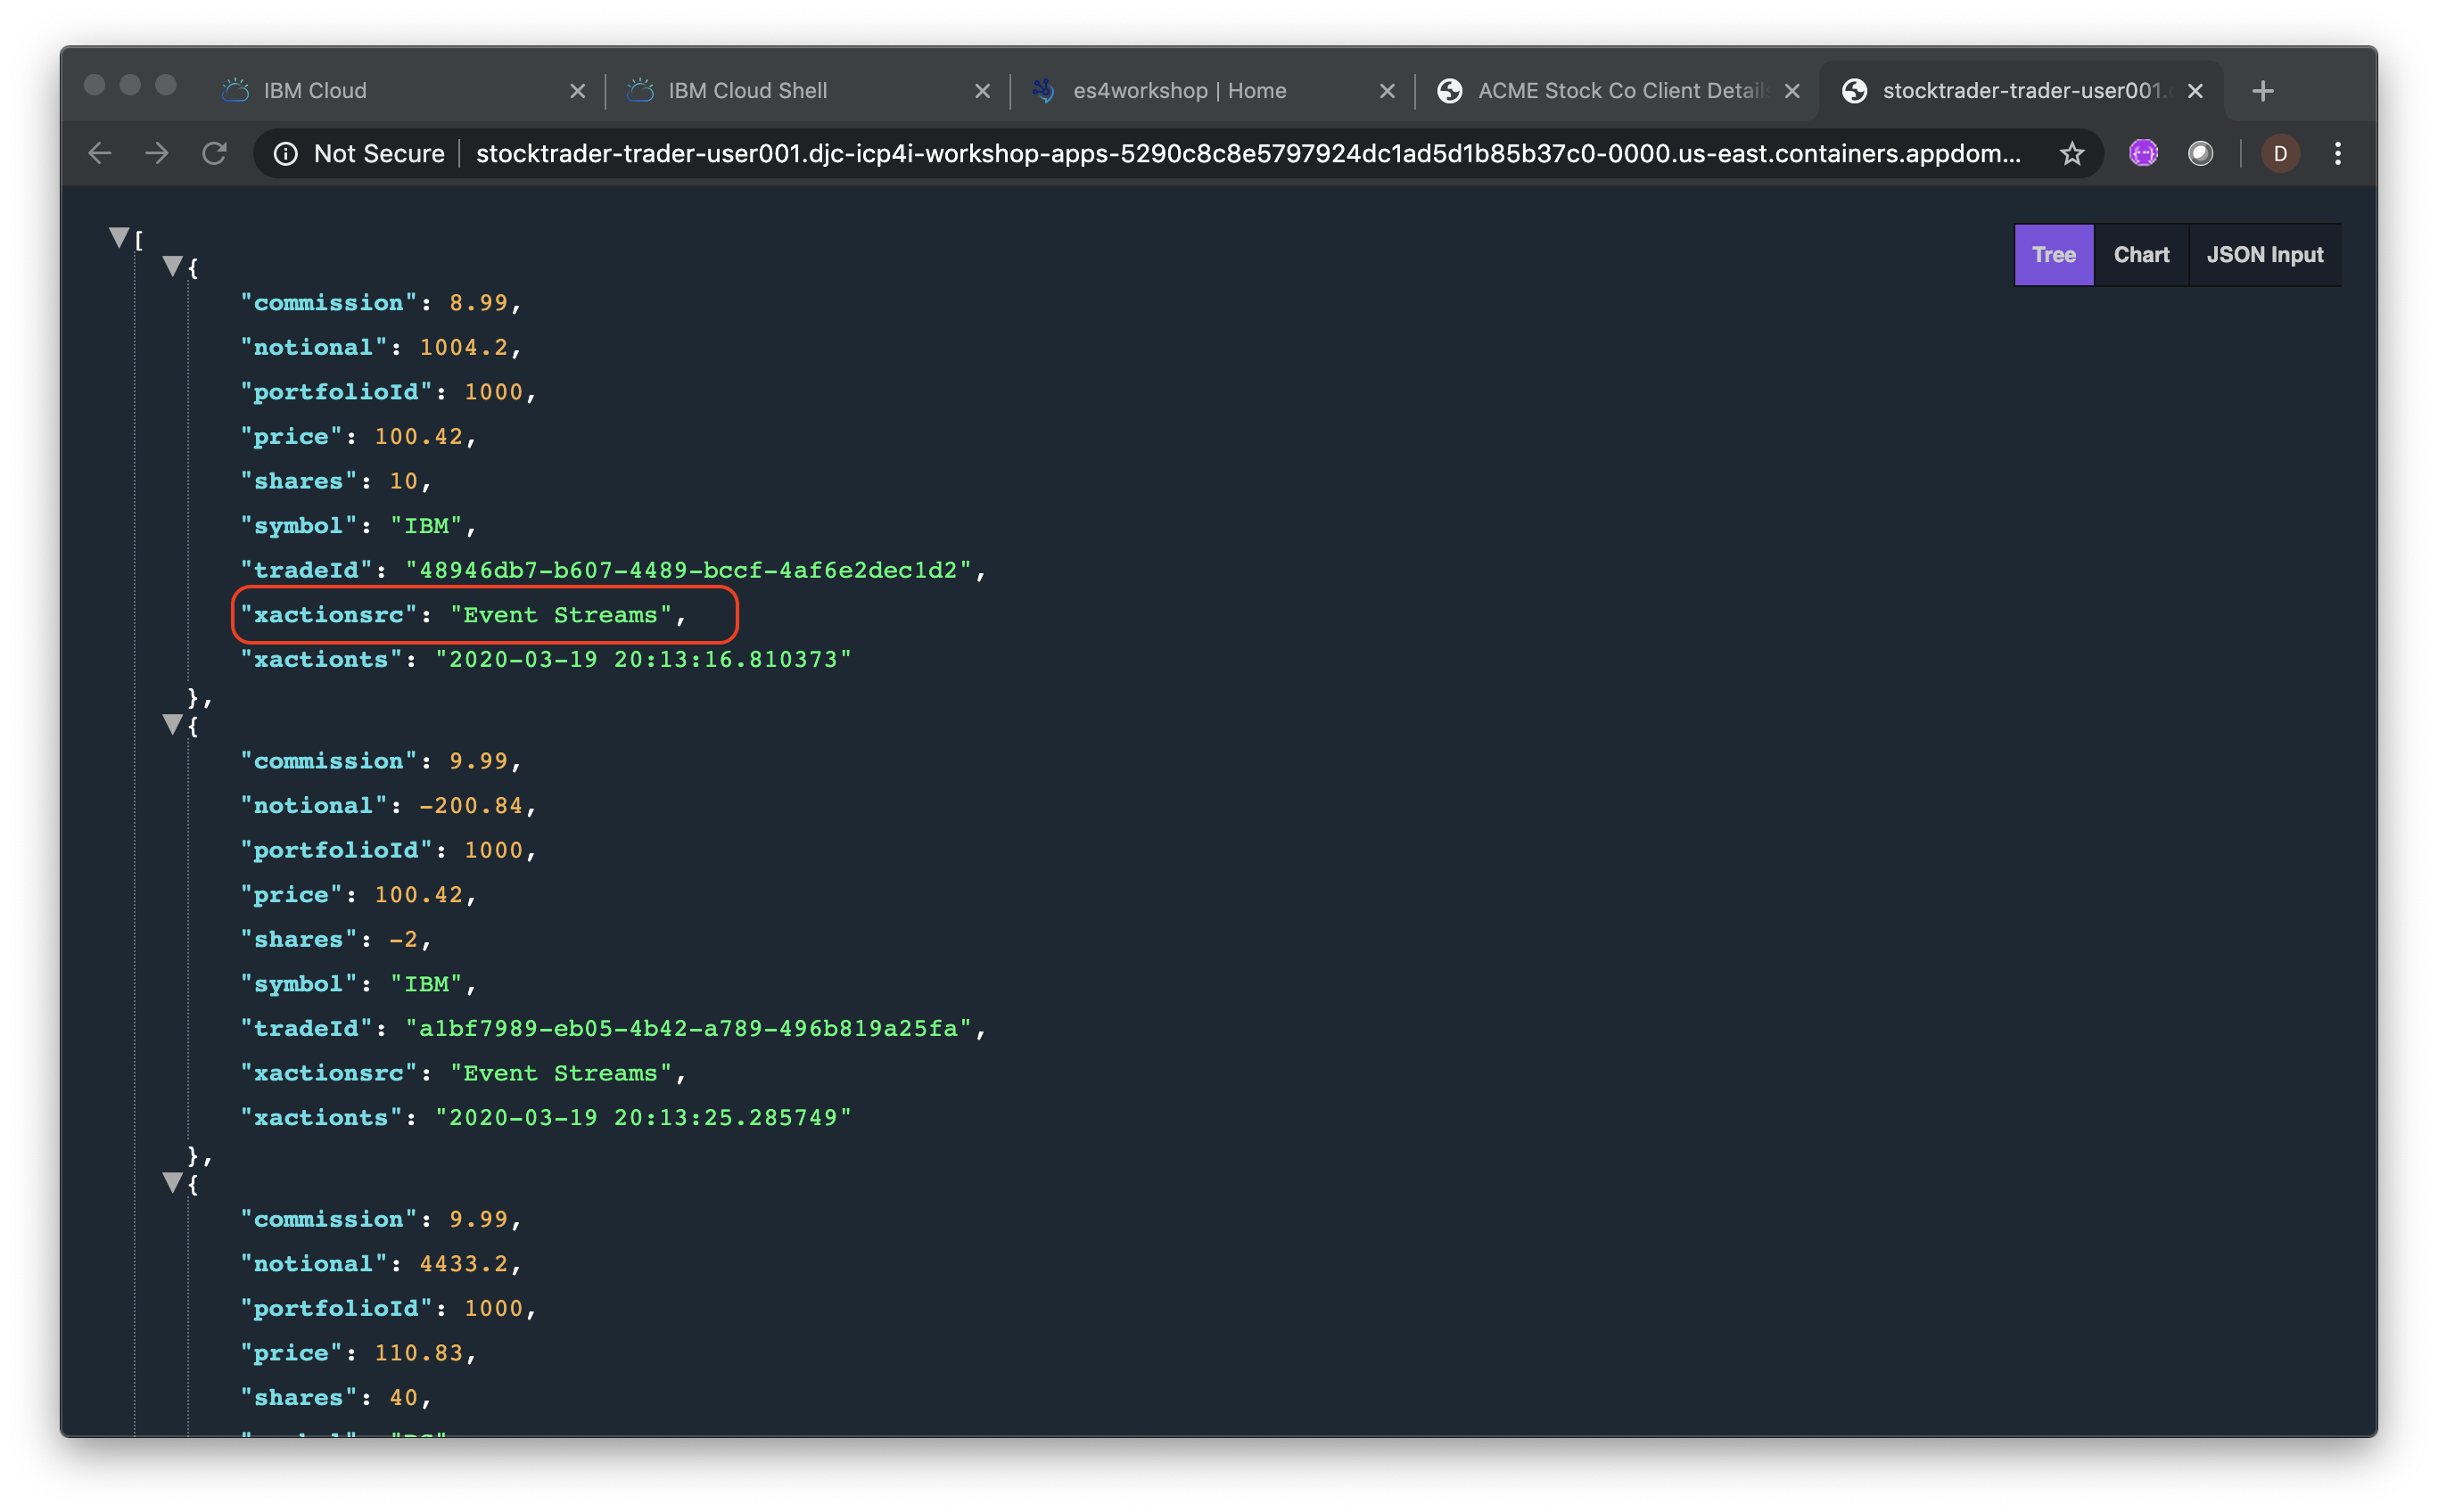 IBM Cloud
IBM Cloud Shell
es4workshop | Home
ACME Stock Co Client Details
stocktrader-trader-user001.
Not Secure
stocktrader-trader-user001.djc-icp4i-workshop-apps-5290c8c8e5797924dc1ad5d1b85b37c0-0000.us-east.containers.appdom...
D
Tree
Chart
JSON Input
[
{
"commission": 8.99,
"notional": 1004.2,
"portfolioId": 1000,
"price": 100.42,
"shares": 10,
"symbol": "IBM",
"tradeId": "48946db7-b607-4489-bccf-4af6e2dec1d2",
"xactionsrc": "Event Streams",
"xactionts": "2020-03-19 20:13:16.810373"
},
{
"commission": 9.99,
"notional": -200.84,
"portfolioId": 1000,
"price": 100.42,
"shares": -2,
"symbol": "IBM",
"tradeId": "a1bf7989-eb05-4b42-a789-496b819a25fa",
"xactionsrc": "Event Streams",
"xactionts": "2020-03-19 20:13:25.285749"
},
{
"commission": 9.99,
"notional": 4433.2,
"portfolioId": 1000,
"price": 110.83,
"shares": 40,